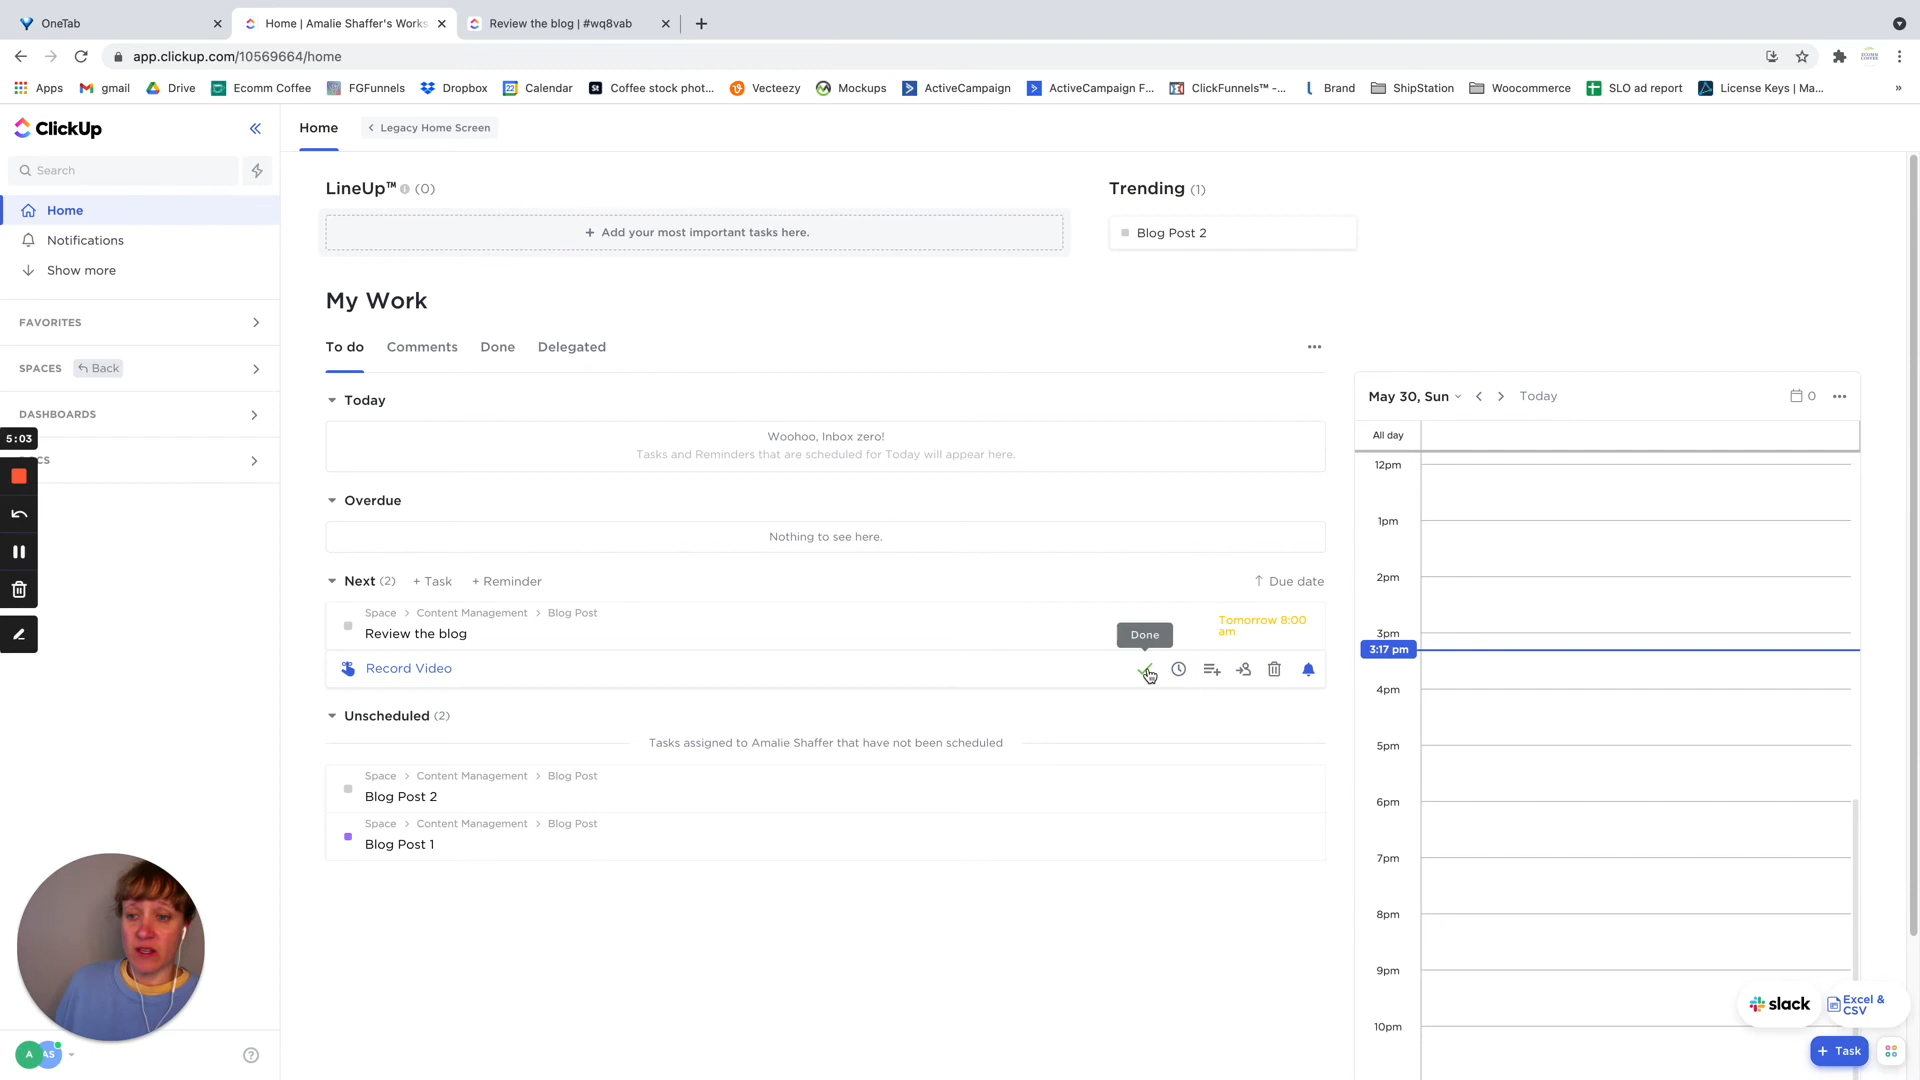 OneTab
Home | Amalie Shaffer's Works
Review the blog | #wq8vab
app.clickup.com/10569664/home
Apps
gmail
Drive
Ecomm Coffee
FGFunnels
Dropbox
Calendar
Coffee stock phot...
Vecteezy
Mockups
ActiveCampaign
ActiveCampaign F...
ClickFunnels™ -...
Brand
ShipStation
Woocommerce
SLO ad report
License Keys | Ma...
»
ClickUp
Search
Home
Notifications
Show more
FAVORITES
SPACES Back
DASHBOARDS
5:03
Home
Legacy Home Screen
LineUp™ (0)
+ Add your most important tasks here.
Trending (1)
Blog Post 2
My Work
To do
Comments
Done
Delegated
Today
Woohoo, Inbox zero!
Tasks and Reminders that are scheduled for Today will appear here.
Overdue
Nothing to see here.
Next (2) + Task + Reminder
↑ Due date
Space > Content Management > Blog Post
Review the blog
Tomorrow 8:00
am
Done
Record Video
Unscheduled (2)
Tasks assigned to Amalie Shaffer that have not been scheduled
Space > Content Management > Blog Post
Blog Post 2
Space > Content Management > Blog Post
Blog Post 1
May 30, Sun
Today
0
All day
12pm
1pm
2pm
3pm
3:17 pm
4pm
5pm
6pm
7pm
8pm
9pm
10pm
slack
Excel &
CSV
+ Task
A
AS